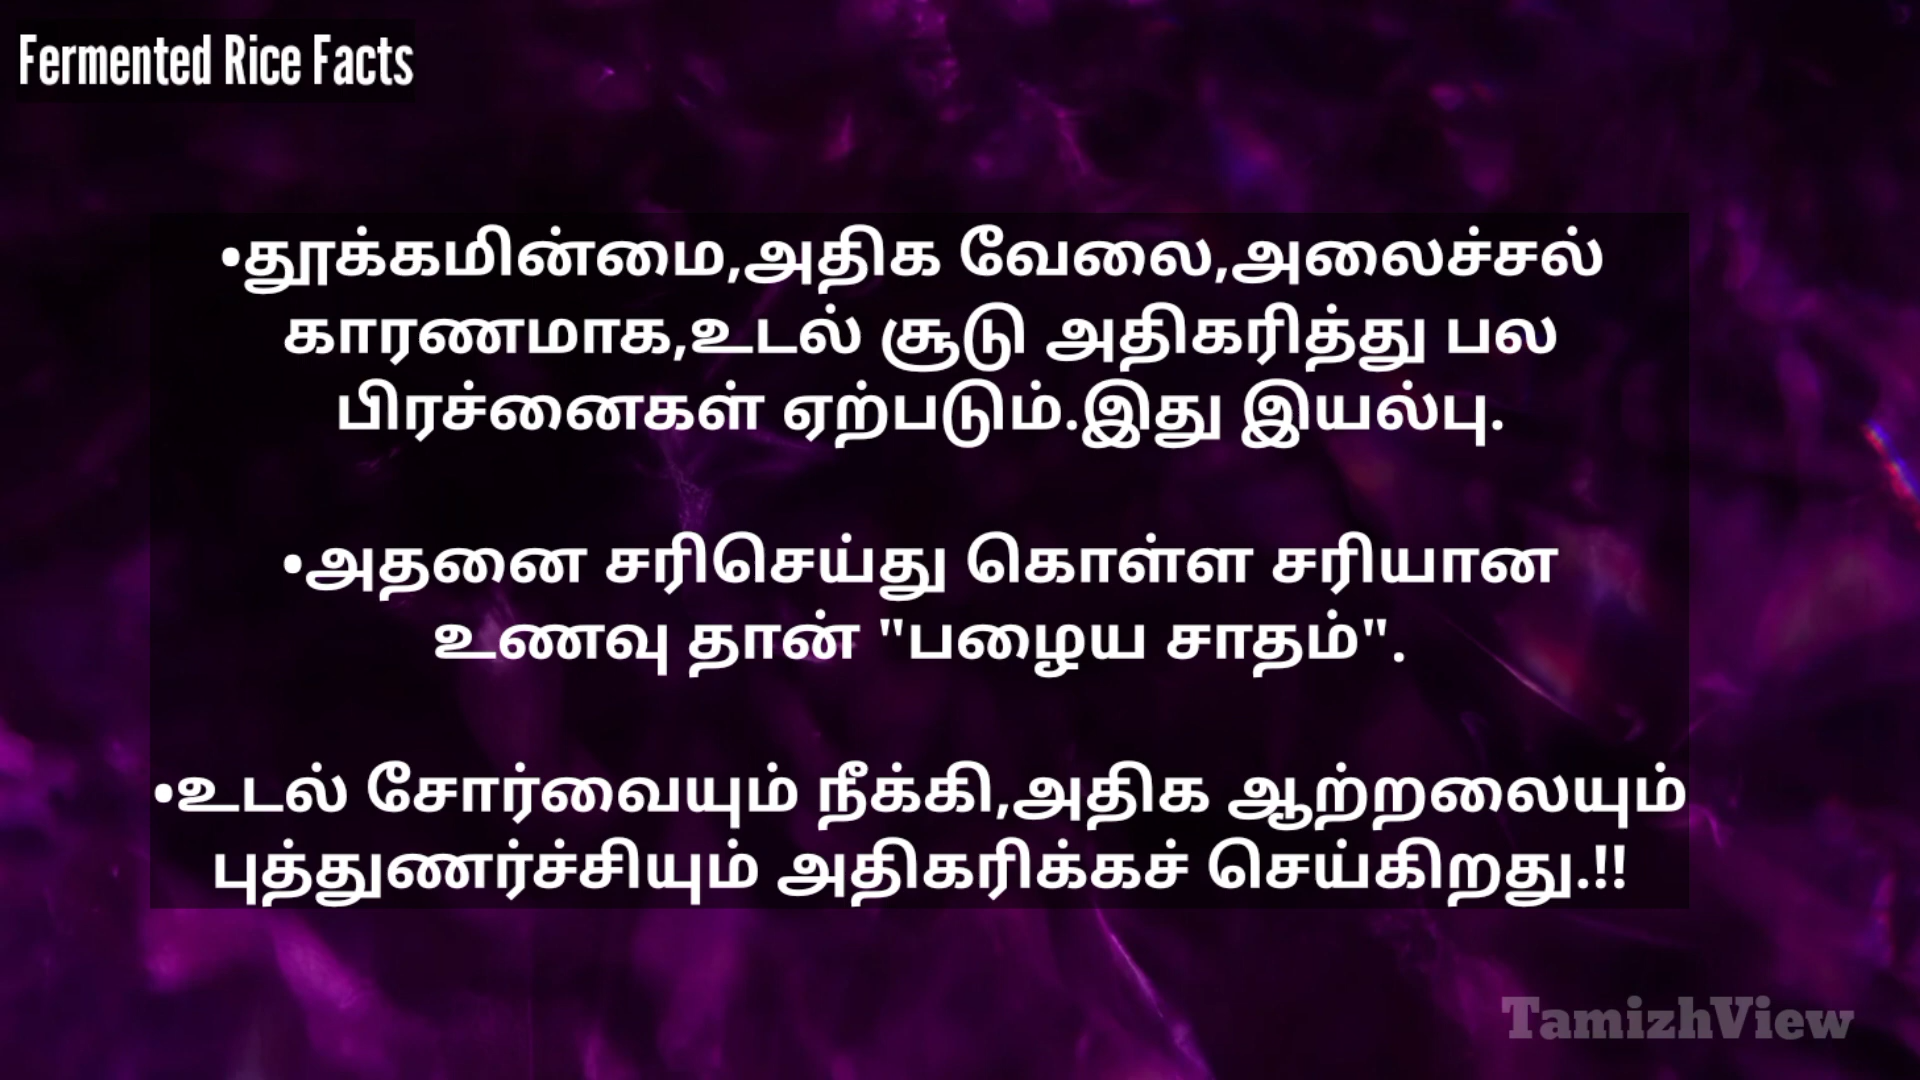 Fermented Rice Facts
•தூக்கமின்மை,அதிக வேலை,அலைச்சல்
காரணமாக,உடல் சூடு அதிகரித்து பல
பிரச்னைகள் ஏற்படும்.இது இயல்பு.
•அதனை சரிசெய்து கொள்ள சரியான
உணவு தான் "பழைய சாதம்".
•உடல் சோர்வையும் நீக்கி,அதிக ஆற்றலையும்
புத்துணர்ச்சியும் அதிகரிக்கச் செய்கிறது.!!
TamizhView